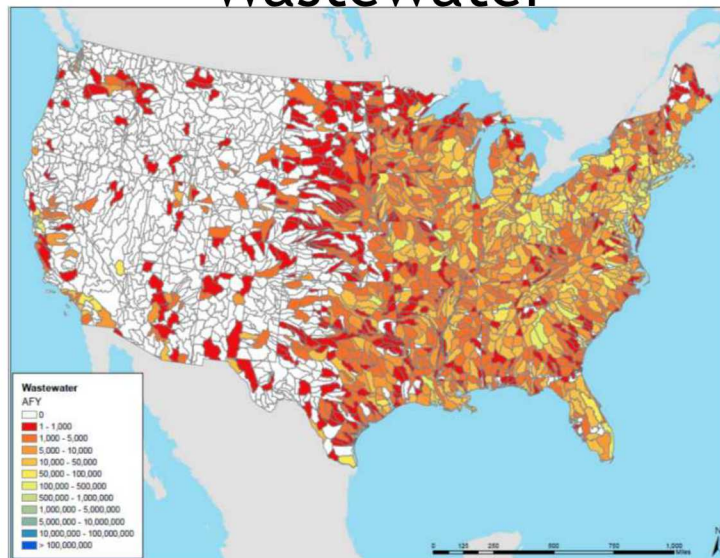 Wastewater
Wastewater
AFY
0
1 - 1,000
1,000 - 5,000
5,000 - 10,000
10,000 - 50,000
50,000 - 100,000
100,000 - 500,000
500,000 - 1,000,000
1,000,000 - 5,000,000
5,000,000 - 10,000,000
10,000,000 - 100,000,000
> 100,000,000
N
0 125 250 500 750 1,000
Miles